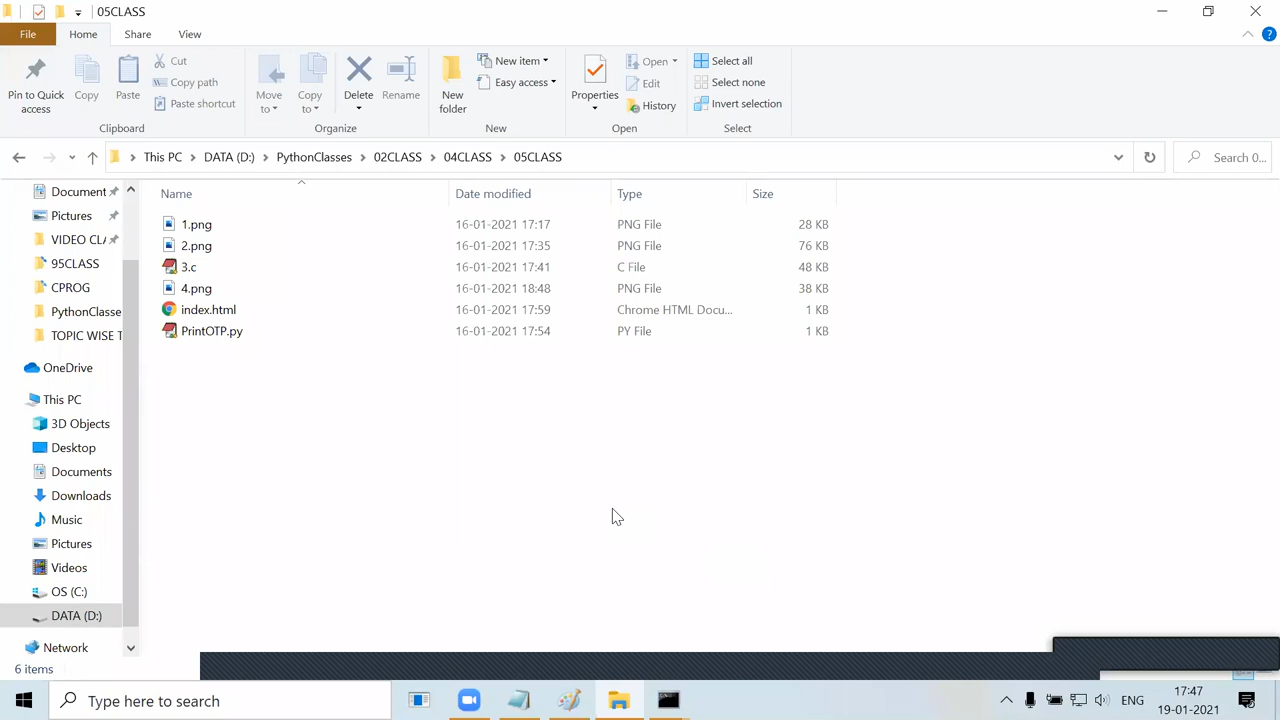 05CLASS
File Home Share View
Pin to Quick access
Copy
Paste
Cut
Copy path
Paste shortcut
Clipboard
Move to
Copy to
Delete
Rename
Organize
New folder
New item
Easy access
New
Properties
Open
Edit
History
Open
Select all
Select none
Invert selection
Select
This PC > DATA (D:) > PythonClasses > 02CLASS > 04CLASS > 05CLASS
Search 0...
Document
Pictures
VIDEO CL
95CLASS
CPROG
PythonClasse
TOPIC WISE T
OneDrive
This PC
3D Objects
Desktop
Documents
Downloads
Music
Pictures
Videos
OS (C:)
DATA (D:)
Network
Name Date modified Type Size
1.png 16-01-2021 17:17 PNG File 28 KB
2.png 16-01-2021 17:35 PNG File 76 KB
3.c 16-01-2021 17:41 C File 48 KB
4.png 16-01-2021 18:48 PNG File 38 KB
index.html 16-01-2021 17:59 Chrome HTML Docu... 1 KB
PrintOTP.py 16-01-2021 17:54 PY File 1 KB
6 items
Type here to search
ENG
17:47
19-01-2021